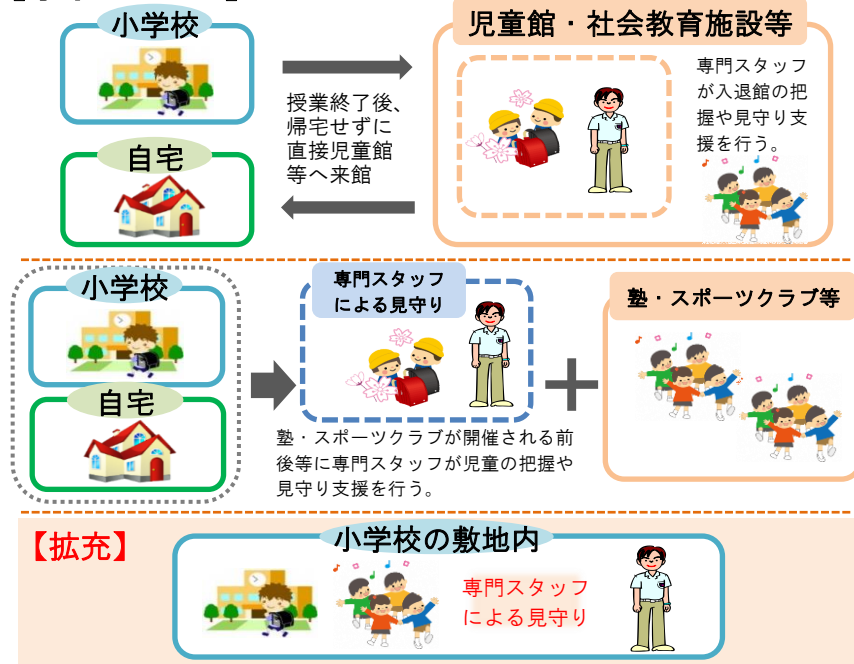 小学校
児童館・社会教育施設等
専門スタッフ
が入退館の把
握や見守り支
援を行う。
授業終了後、
帰宅せずに
直接児童館
等へ来館
自宅
小学校
自宅
専門スタッフ
による見守り
塾・スポーツクラブ等
塾・スポーツクラブが開催される前
後等に専門スタッフが児童の把握や
見守り支援を行う。
【拡充】
小学校の敷地内
専門スタッフ
による見守り